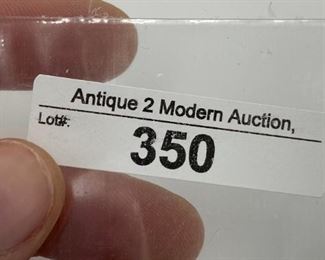 Antique 2 Modern Auction,
Lot#:
350